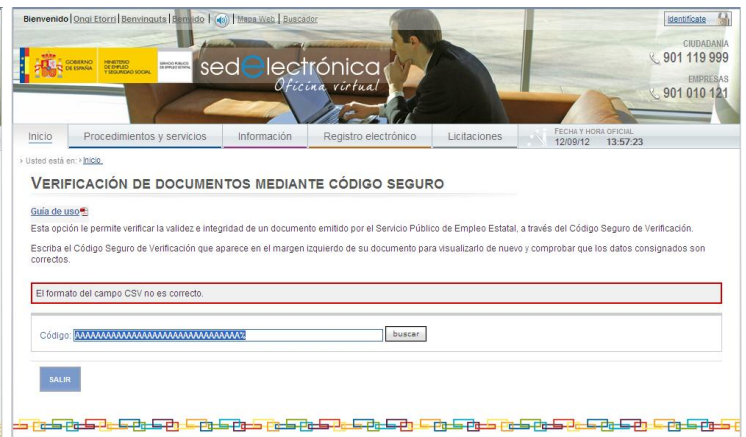 Bienvenido | Ongi Etorri | Benvinguts | Benvido | Mapa Web | Buscador
Identifícate
CIUDADANÍA
901 119 999
EMPRESAS
901 010 121
GOBIERNO DE ESPAÑA
MINISTERIO DE EMPLEO Y SEGURIDAD SOCIAL
sedelectrónica
Oficina virtual
Inicio Procedimientos y servicios Información Registro electrónico Licitaciones
FECHA Y HORA OFICIAL
12/09/12 13:57:23
› Usted está en: › Inicio
VERIFICACIÓN DE DOCUMENTOS MEDIANTE CÓDIGO SEGURO
Guía de uso
Esta opción le permite verificar la validez e integridad de un documento emitido por el Servicio Público de Empleo Estatal, a través del Código Seguro de Verificación.
Escriba el Código Seguro de Verificación que aparece en el margen izquierdo de su documento para visualizarlo de nuevo y comprobar que los datos consignados son
correctos.
El formato del campo CSV no es correcto.
Código:
buscar
SALIR